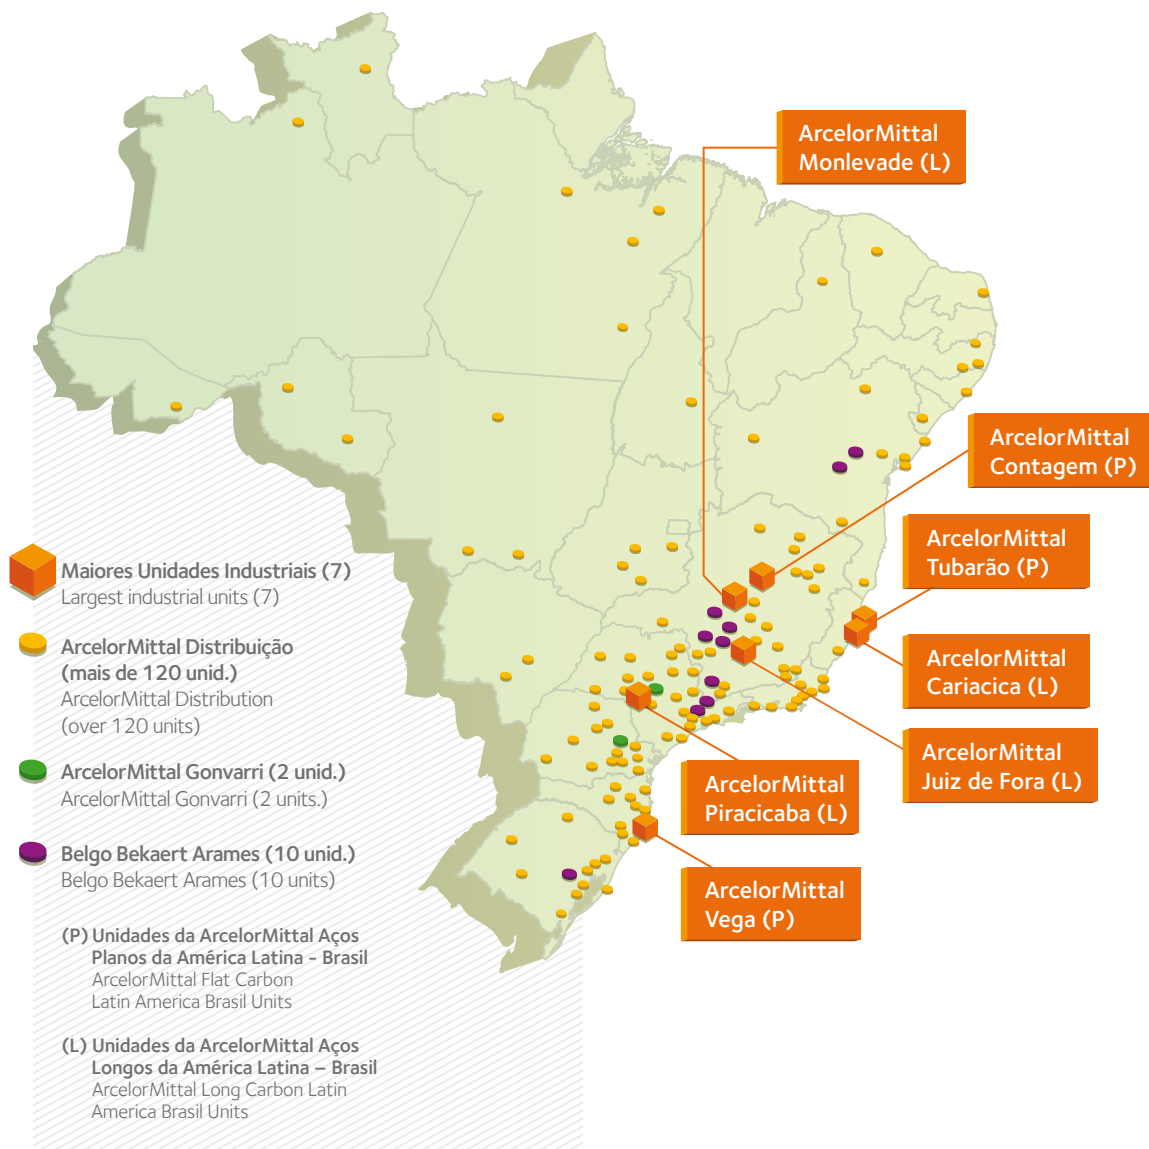 ArcelorMittal
Monlevade (L)
ArcelorMittal
Contagem (P)
ArcelorMittal
Tubarão (P)
ArcelorMittal
Cariacica (L)
ArcelorMittal
Juiz de Fora (L)
ArcelorMittal
Piracicaba (L)
ArcelorMittal
Vega (P)
Maiores Unidades Industriais (7)
Largest industrial units (7)
ArcelorMittal Distribuição
(mais de 120 unid.)
ArcelorMittal Distribution
(over 120 units)
ArcelorMittal Gonvarri (2 unid.)
ArcelorMittal Gonvarri (2 units.)
Belgo Bekaert Arames (10 unid.)
Belgo Bekaert Arames (10 units)
(P) Unidades da ArcelorMittal Aços
Planos da América Latina - Brasil
ArcelorMittal Flat Carbon
Latin America Brasil Units
(L) Unidades da ArcelorMittal Aços
Longos da América Latina – Brasil
ArcelorMittal Long Carbon Latin
America Brasil Units